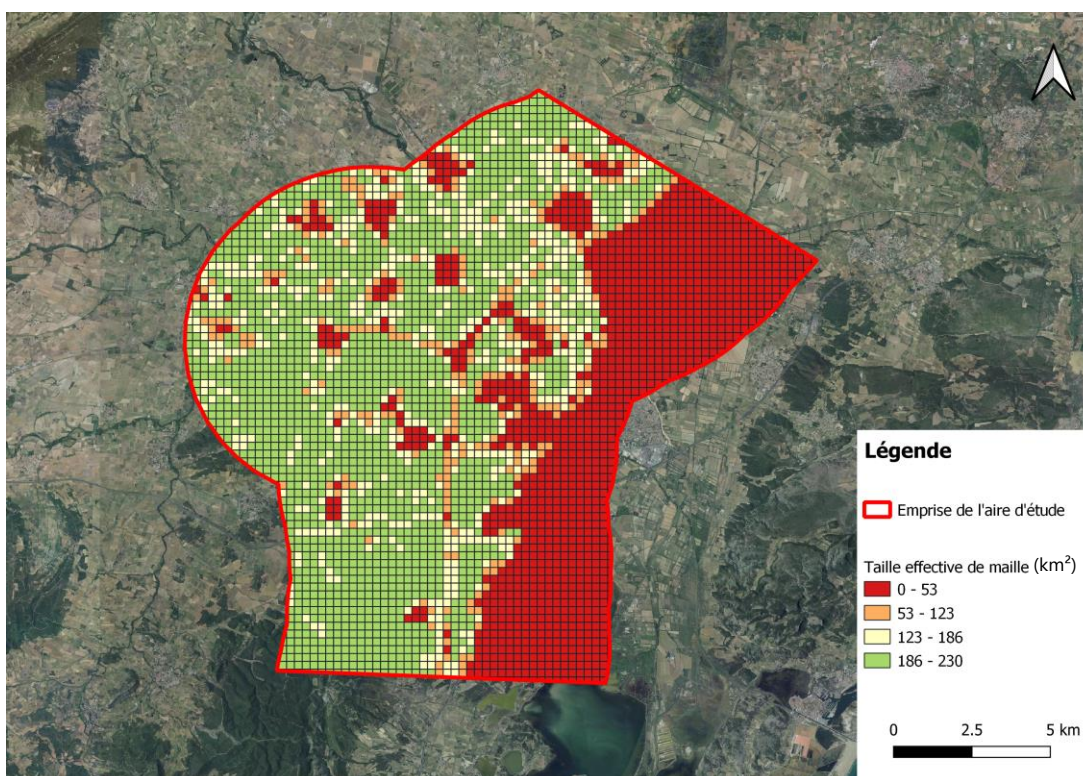 Légende
Emprise de l'aire d'étude
Taille effective de maille (km²)
0 - 53
53 - 123
123 - 186
186 - 230
0 2.5 5 km